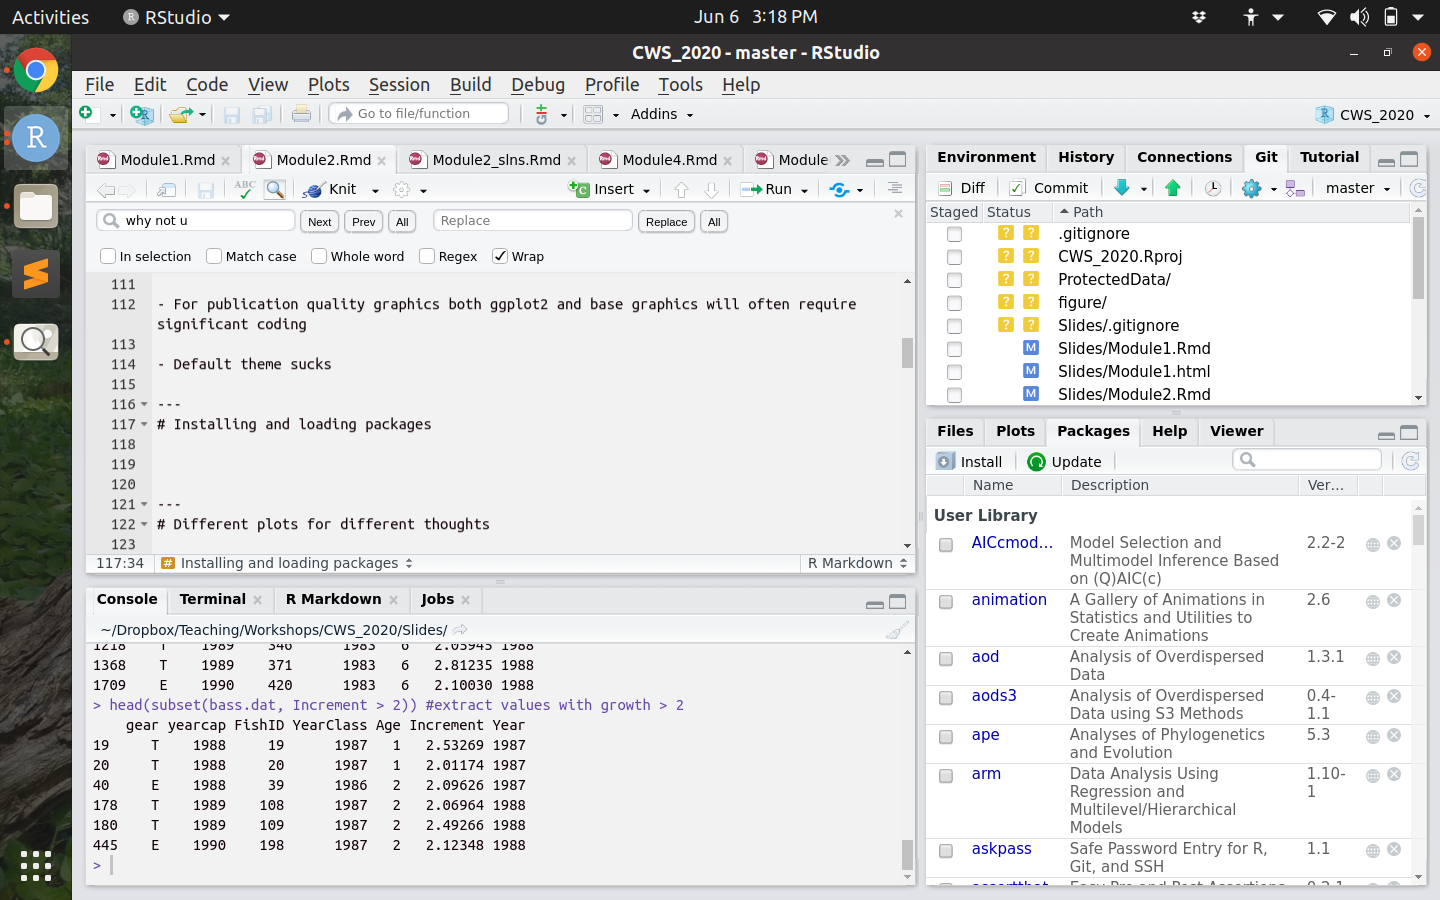 Activities RStudio Jun 6 3:18 PM
CWS_2020 - master - RStudio
File Edit Code View Plots Session Build Debug Profile Tools Help
Go to file/function Addins CWS_2020
Module1.Rmd Module2.Rmd Module2_slns.Rmd Module4.Rmd Module
Knit Insert Run
why not u Next Prev All Replace Replace All
In selection Match case Whole word Regex Wrap
111
112 - For publication quality graphics both ggplot2 and base graphics will often require
significant coding
113
114 - Default theme sucks
115
116 ---
117 # Installing and loading packages
118
119
120
121 ---
122 # Different plots for different thoughts
123
117:34 Installing and loading packages R Markdown
Console Terminal R Markdown Jobs
~/Dropbox/Teaching/Workshops/CWS_2020/Slides/
1218 T 1989 346 1983 6 2.05945 1988
1368 T 1989 371 1983 6 2.81235 1988
1709 E 1990 420 1983 6 2.10030 1988
> head(subset(bass.dat, Increment > 2)) #extract values with growth > 2
gear yearcap FishID YearClass Age Increment Year
19 T 1988 19 1987 1 2.53269 1987
20 T 1988 20 1987 1 2.01174 1987
40 E 1988 39 1986 2 2.09626 1987
178 T 1989 108 1987 2 2.06964 1988
180 T 1989 109 1987 2 2.49266 1988
445 E 1990 198 1987 2 2.12348 1988
>
Environment History Connections Git Tutorial
Diff Commit master
Staged Status Path
? ? .gitignore
? ? CWS_2020.Rproj
? ? ProtectedData/
? ? figure/
? ? Slides/.gitignore
M Slides/Module1.Rmd
M Slides/Module1.html
M Slides/Module2.Rmd
Files Plots Packages Help Viewer
Install Update
Name Description Ver...
User Library
AICcmod... Model Selection and 2.2-2
Multimodel Inference Based
on (Q)AIC(c)
animation A Gallery of Animations in 2.6
Statistics and Utilities to
Create Animations
aod Analysis of Overdispersed 1.3.1
Data
aods3 Analysis of Overdispersed 0.4-
Data using S3 Methods 1.1
ape Analyses of Phylogenetics 5.3
and Evolution
arm Data Analysis Using 1.10-
Regression and 1
Multilevel/Hierarchical
Models
askpass Safe Password Entry for R, 1.1
Git, and SSH